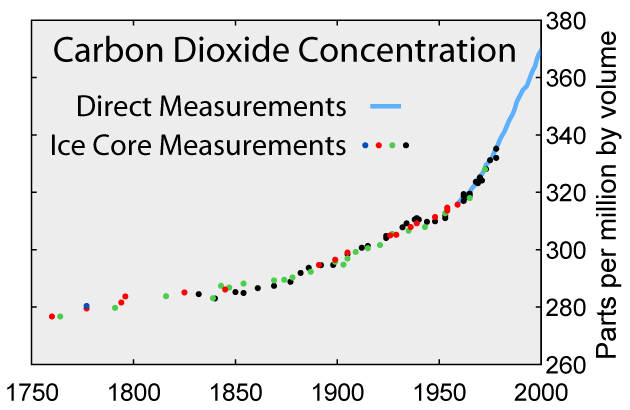 Carbon Dioxide Concentration
Direct Measurements
Ice Core Measurements
380
360
340
320
300
280
260
Parts per million by volume
1750 1800 1850 1900 1950 2000